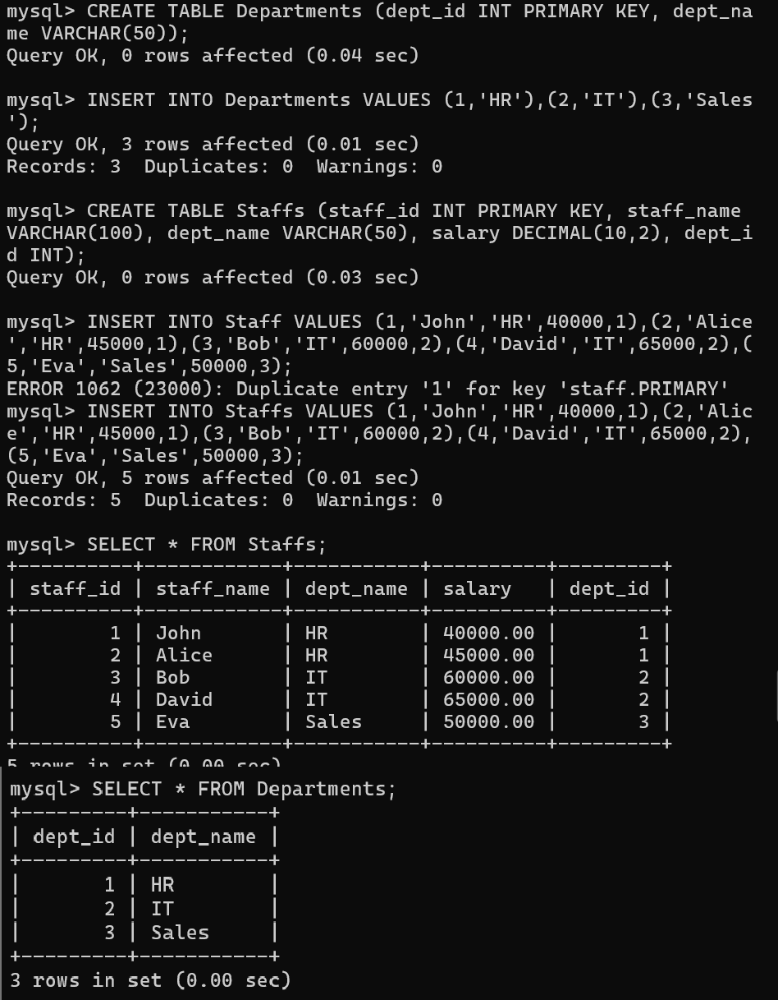 mysql> CREATE TABLE Departments (dept_id INT PRIMARY KEY, dept_na
me VARCHAR(50));
Query OK, 0 rows affected (0.04 sec)
mysql> INSERT INTO Departments VALUES (1,'HR'),(2,'IT'),(3,'Sales
');
Query OK, 3 rows affected (0.01 sec)
Records: 3  Duplicates: 0  Warnings: 0
mysql> CREATE TABLE Staffs (staff_id INT PRIMARY KEY, staff_name
VARCHAR(100), dept_name VARCHAR(50), salary DECIMAL(10,2), dept_i
d INT);
Query OK, 0 rows affected (0.03 sec)
mysql> INSERT INTO Staff VALUES (1,'John','HR',40000,1),(2,'Alice
','HR',45000,1),(3,'Bob','IT',60000,2),(4,'David','IT',65000,2),(
5,'Eva','Sales',50000,3);
ERROR 1062 (23000): Duplicate entry '1' for key 'staff.PRIMARY'
mysql> INSERT INTO Staffs VALUES (1,'John','HR',40000,1),(2,'Alic
e','HR',45000,1),(3,'Bob','IT',60000,2),(4,'David','IT',65000,2),
(5,'Eva','Sales',50000,3);
Query OK, 5 rows affected (0.01 sec)
Records: 5  Duplicates: 0  Warnings: 0
mysql> SELECT * FROM Staffs;
+----------+------------+-----------+----------+---------+
| staff_id | staff_name | dept_name | salary   | dept_id |
+----------+------------+-----------+----------+---------+
|        1 | John       | HR        | 40000.00 |       1 |
|        2 | Alice      | HR        | 45000.00 |       1 |
|        3 | Bob        | IT        | 60000.00 |       2 |
|        4 | David      | IT        | 65000.00 |       2 |
|        5 | Eva        | Sales     | 50000.00 |       3 |
+----------+------------+-----------+----------+---------+
5 rows in set (0.00 sec)
mysql> SELECT * FROM Departments;
+---------+-----------+
| dept_id | dept_name |
+---------+-----------+
|       1 | HR        |
|       2 | IT        |
|       3 | Sales     |
+---------+-----------+
3 rows in set (0.00 sec)